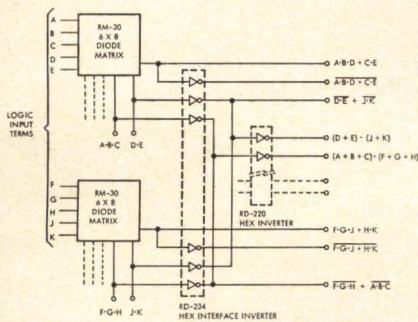 A
B
C
D
E
RM-30
6 X 8
DIODE
MATRIX
A·B·C
D·E
LOGIC
INPUT
TERMS
F
G
H
J
K
RM-30
6 X 8
DIODE
MATRIX
F·G·H
J·K
RD-234
HEX INTERFACE INVERTER
RD-220
HEX INVERTER
A·B·D + C·E
A·B·D + C·E
D·E + J·K
(D + E) · (J + K)
(A + B + C) · (F + G + H)
F·G·J + H·K
F·G·J + H·K
F·G·H + A·B·C